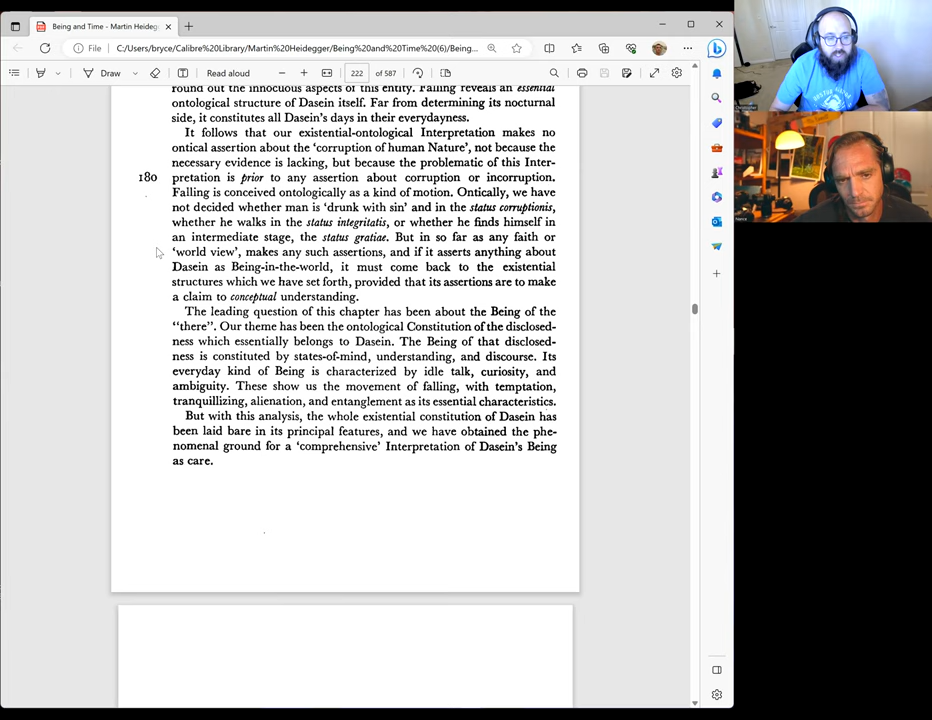 Being and Time - Martin Heideg
File
C:/Users/bryce/Calibre%20Library/Martin%20Heidegger/Being%20and%20Time%20(6)/Being...
Draw
Read aloud
222 of 587
round out the innocuous aspects of this entity. Falling reveals an essential
ontological structure of Dasein itself. Far from determining its nocturnal
side, it constitutes all Dasein's days in their everydayness.
It follows that our existential-ontological Interpretation makes no
ontical assertion about the 'corruption of human Nature', not because the
necessary evidence is lacking, but because the problematic of this Inter-
180 pretation is prior to any assertion about corruption or incorruption.
Falling is conceived ontologically as a kind of motion. Ontically, we have
not decided whether man is 'drunk with sin' and in the status corruptionis,
whether he walks in the status integritatis, or whether he finds himself in
an intermediate stage, the status gratiae. But in so far as any faith or
'world view', makes any such assertions, and if it asserts anything about
Dasein as Being-in-the-world, it must come back to the existential
structures which we have set forth, provided that its assertions are to make
a claim to conceptual understanding.
The leading question of this chapter has been about the Being of the
"there". Our theme has been the ontological Constitution of the disclosed-
ness which essentially belongs to Dasein. The Being of that disclosed-
ness is constituted by states-of-mind, understanding, and discourse. Its
everyday kind of Being is characterized by idle talk, curiosity, and
ambiguity. These show us the movement of falling, with temptation,
tranquillizing, alienation, and entanglement as its essential characteristics.
But with this analysis, the whole existential constitution of Dasein has
been laid bare in its principal features, and we have obtained the phe-
nomenal ground for a 'comprehensive' Interpretation of Dasein's Being
as care.